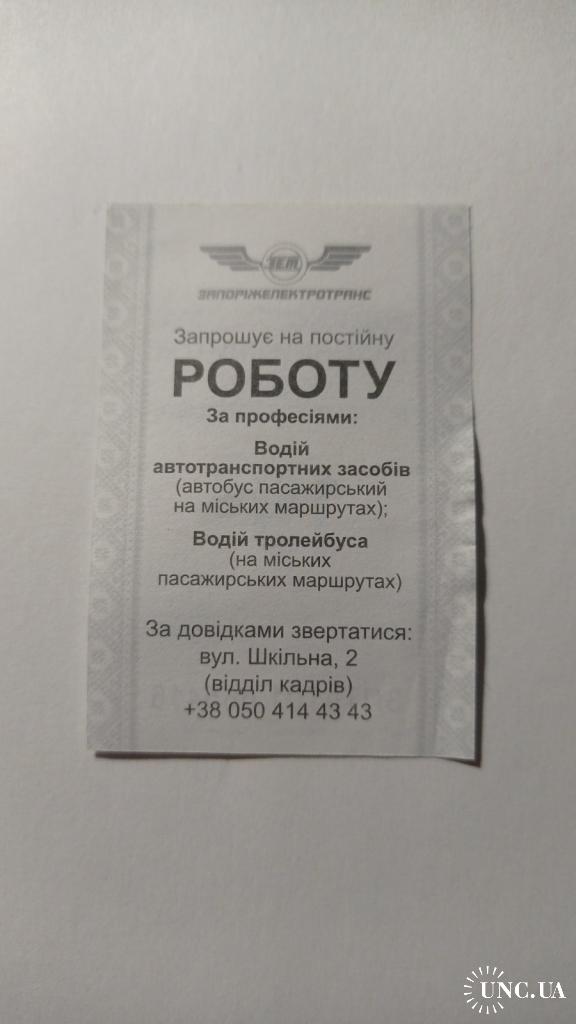 ЗЕТ
ЗАПОРІЖЕЛЕКТРОТРАНС
Запрошує на постійну
РОБОТУ
За професіями:
Водій
автотранспортних засобів
(автобус пасажирський
на міських маршрутах);
Водій тролейбуса
(на міських
пасажирських маршрутах)
За довідками звертатися:
вул. Шкільна, 2
(відділ кадрів)
+38 050 414 43 43
UNC.UA